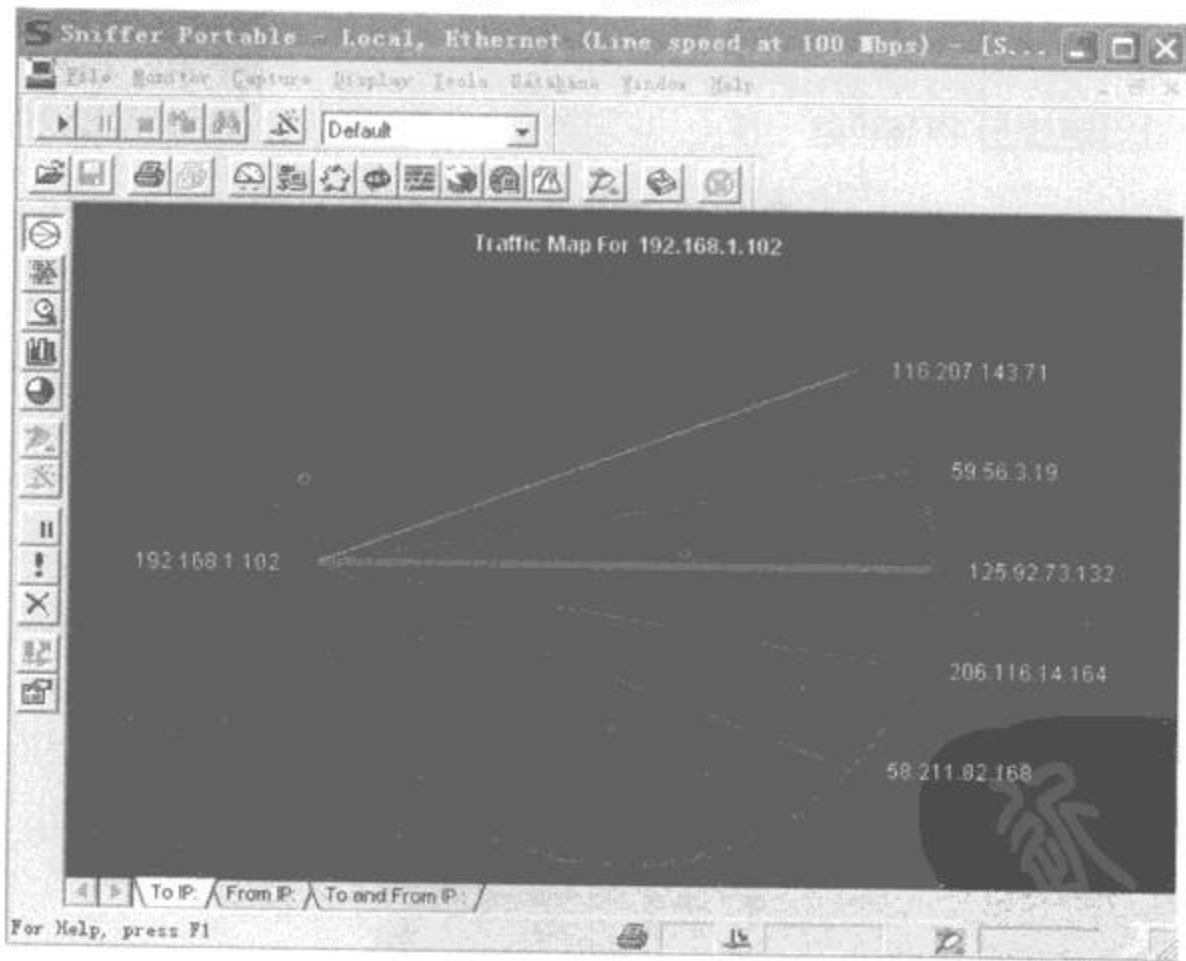 Sniffer Portable - Local, Ethernet (Line speed at 100 Mbps) - [S...
File Monitor Capture Display Tools Database Window Help
Default
Traffic Map For 192.168.1.102
116.207.143.71
59.56.3.19
192.168.1.102
125.92.73.132
206.116.14.164
58.211.82.168
To IP: From IP: To and From IP:
For Help, press F1